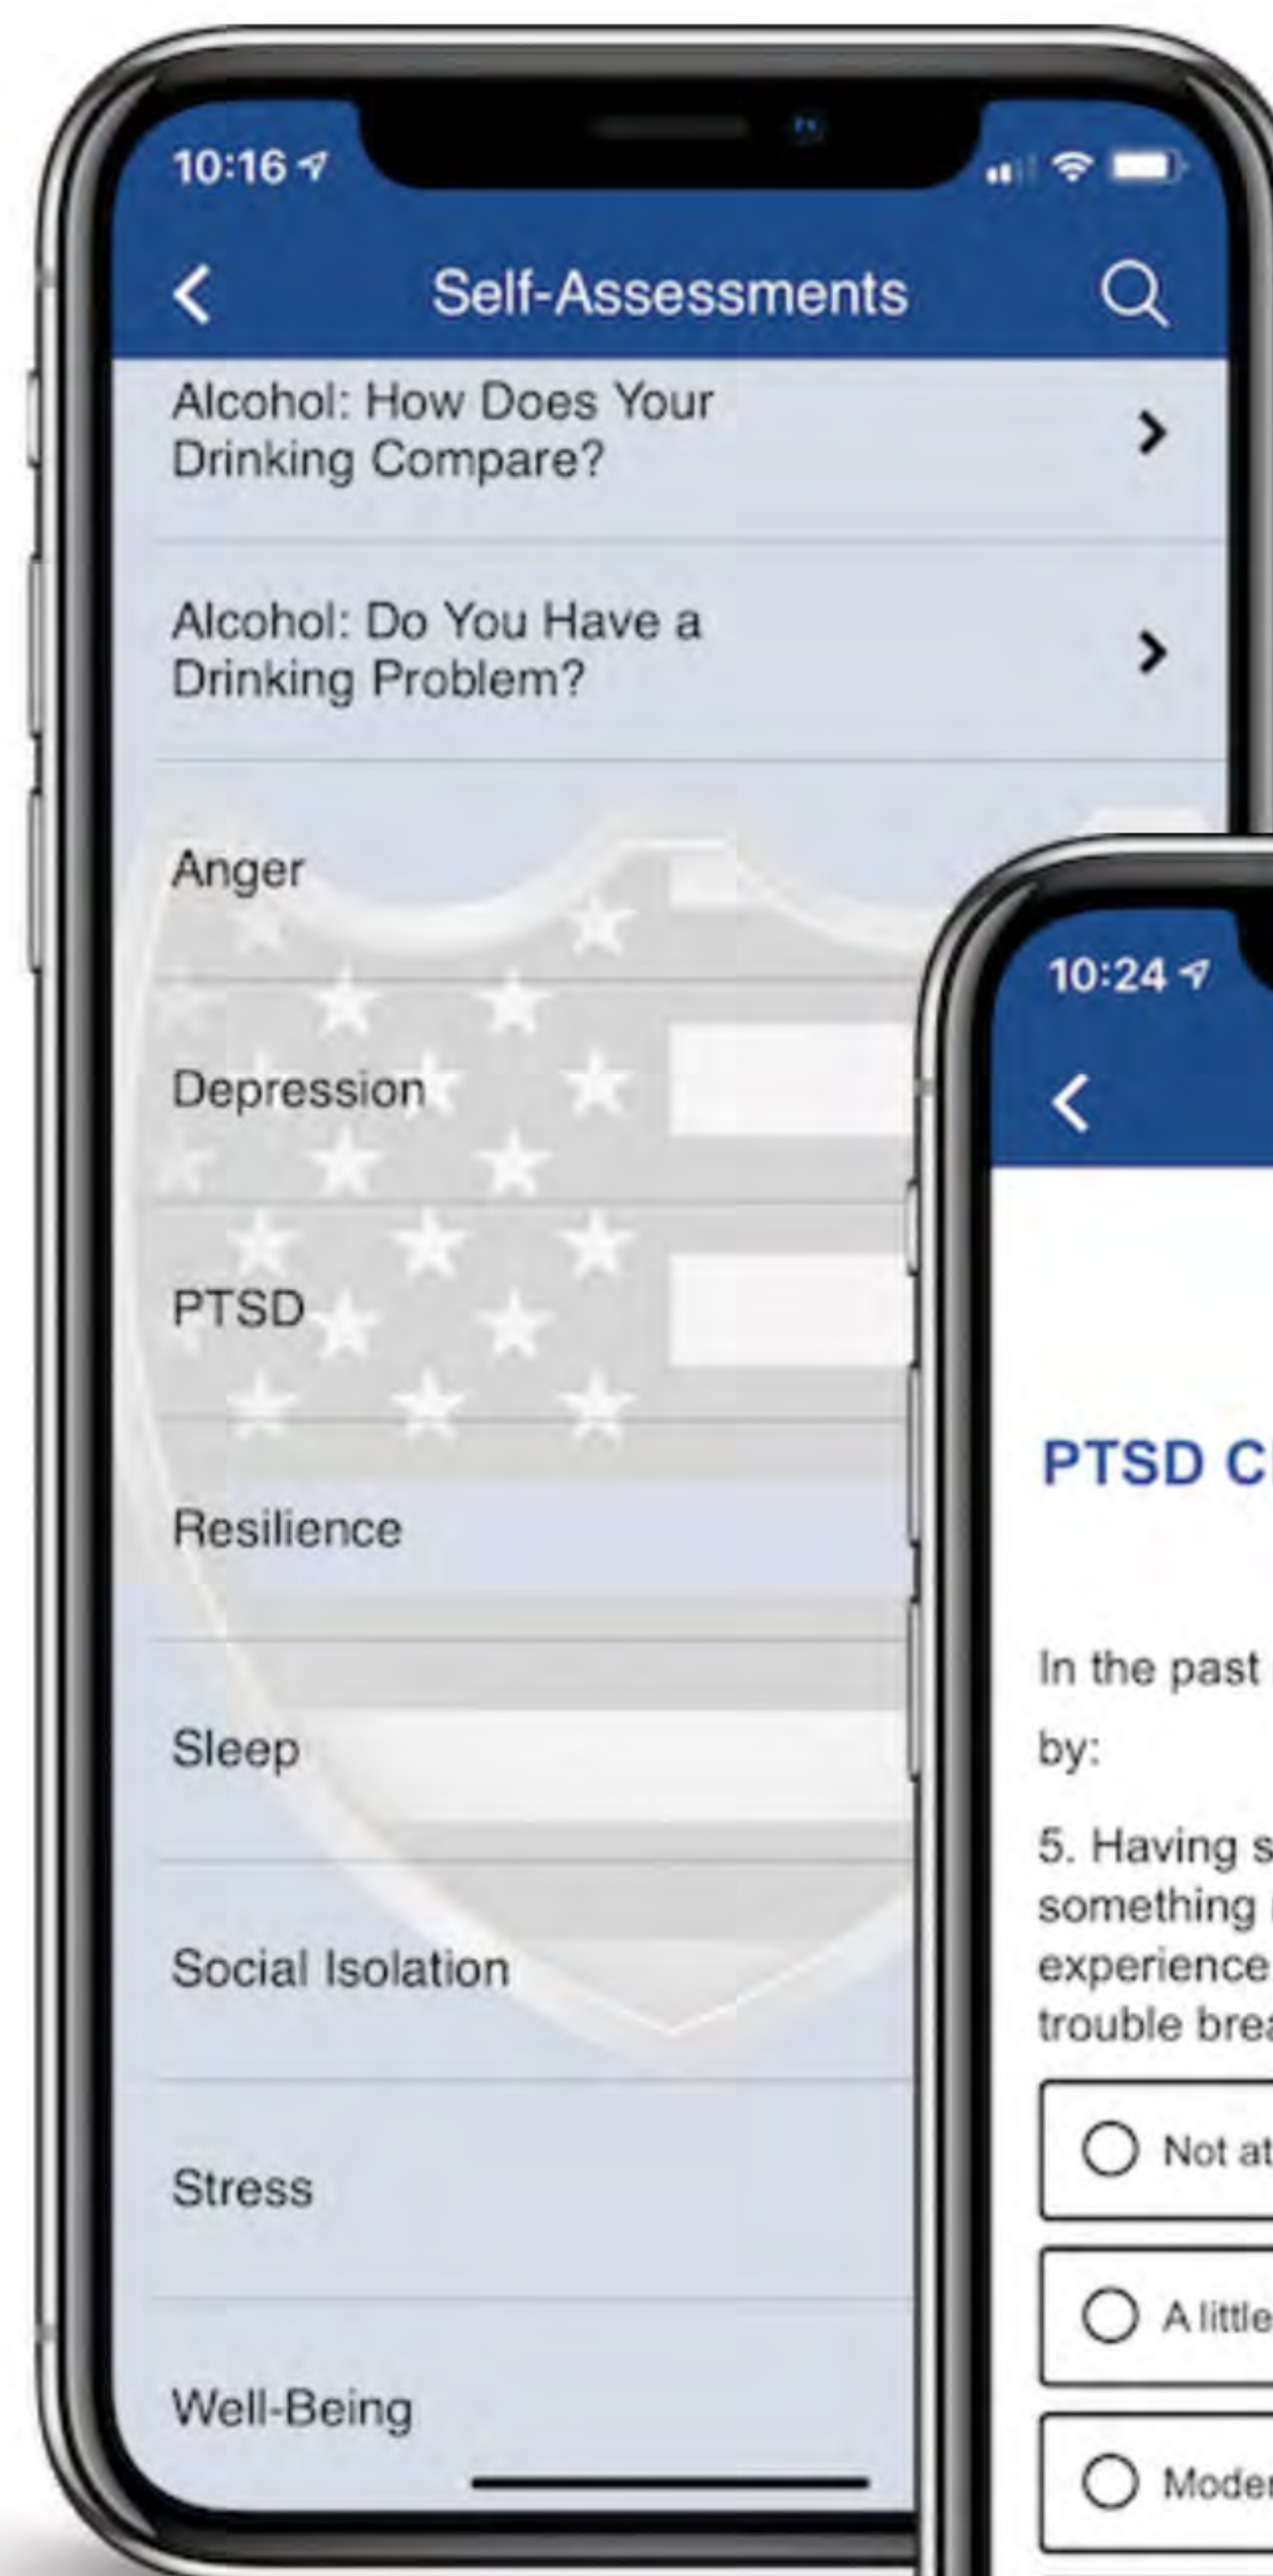 10:16
Self-Assessments
Alcohol: How Does Your
Drinking Compare?
Alcohol: Do You Have a
Drinking Problem?
Anger
Depression
PTSD
Resilience
Sleep
Social Isolation
Stress
Well-Being
10:24
PTSD
In the past
by:
5. Having
something
experience
trouble
Not at
A little